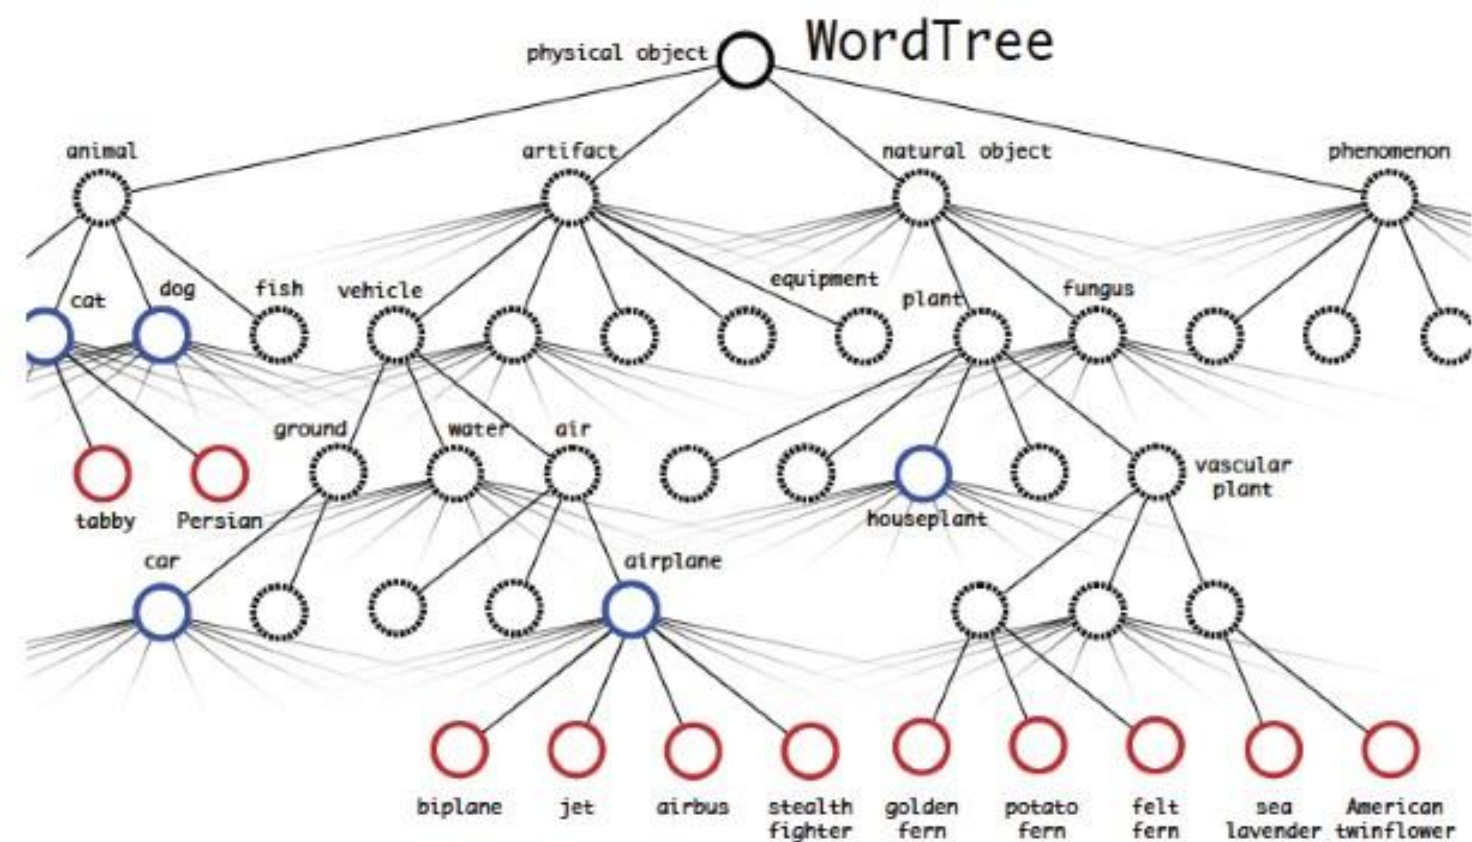 WordTree
physical object
animal
artifact
natural object
phenomenon
cat
dog
fish
vehicle
equipment
plant
fungus
ground
water
air
vascular
plant
tabby
Persian
houseplant
car
airplane
biplane
jet
airbus
stealth
fighter
golden
fern
potato
fern
felt
fern
sea
lavender
American
twinflower